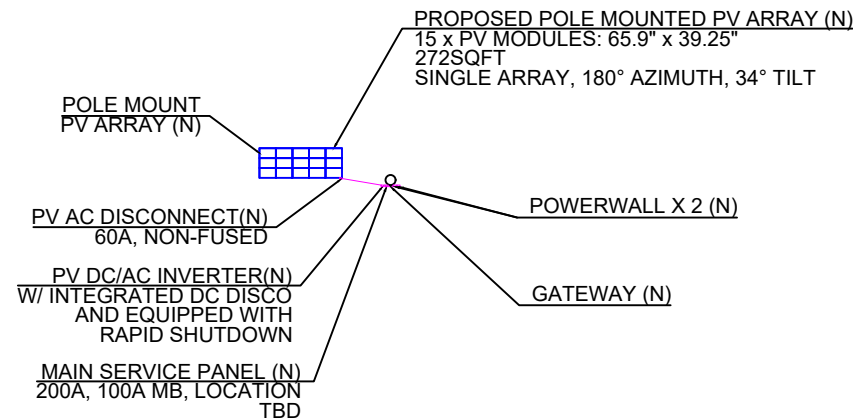 PROPOSED POLE MOUNTED PV ARRAY (N)
15 x PV MODULES: 65.9" x 39.25"
272SQFT
SINGLE ARRAY, 180° AZIMUTH, 34° TILT
POLE MOUNT
PV ARRAY (N)
PV AC DISCONNECT(N)
60A, NON-FUSED
POWERWALL X 2 (N)
PV DC/AC INVERTER(N)
W/ INTEGRATED DC DISCO
AND EQUIPPED WITH
RAPID SHUTDOWN
GATEWAY (N)
MAIN SERVICE PANEL (N)
200A, 100A MB, LOCATION
TBD